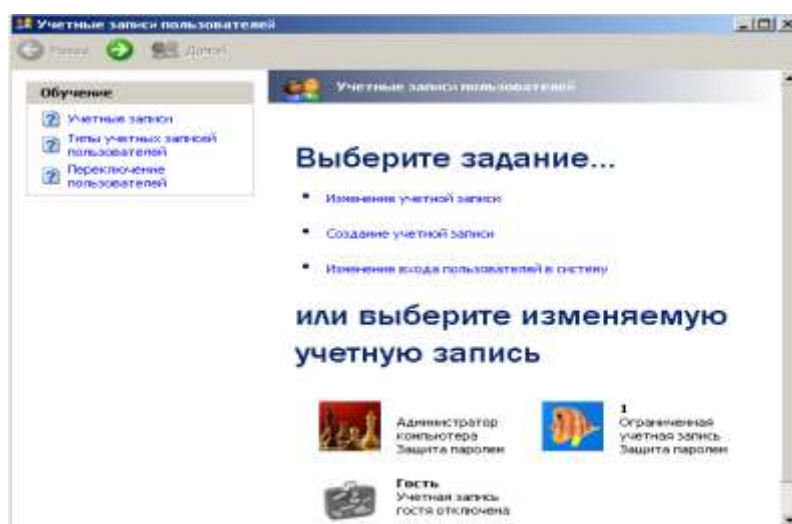 Учетные записи пользователей
Назад Домой
Обучение
Учетные записи
Типы учетных записей
пользователей
Переключение
пользователей
Учетные записи пользователей
Выберите задание...
Изменение учетной записи
Создание учетной записи
Изменение входа пользователей в систему
или выберите изменяемую
учетную запись
Администратор
компьютера
Защита паролем
1
Ограниченная
учетная запись
Защита паролем
Гость
Учетная запись
гостя отключена